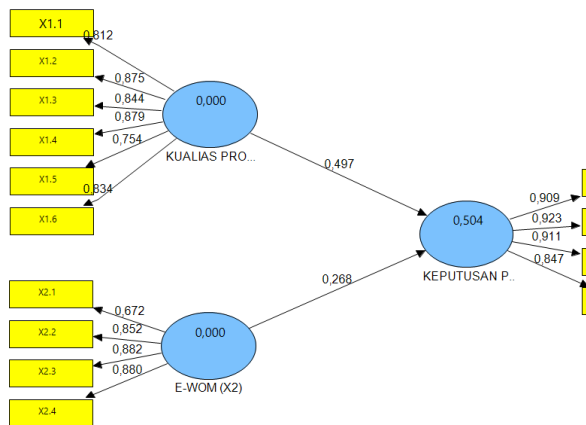 X1.1
0,812
X1.2
0,875
X1.3
0,844
X1.4
0,879
X1.5
0,754
X1.6
0,834
0,000
KUALIAS PRO...
0,497
0,504
KEPUTUSAN P..
0,909
0,923
0,911
0,847
0,268
X2.1
0,672
X2.2
0,852
X2.3
0,882
X2.4
0,880
0,000
E-WOM (X2)